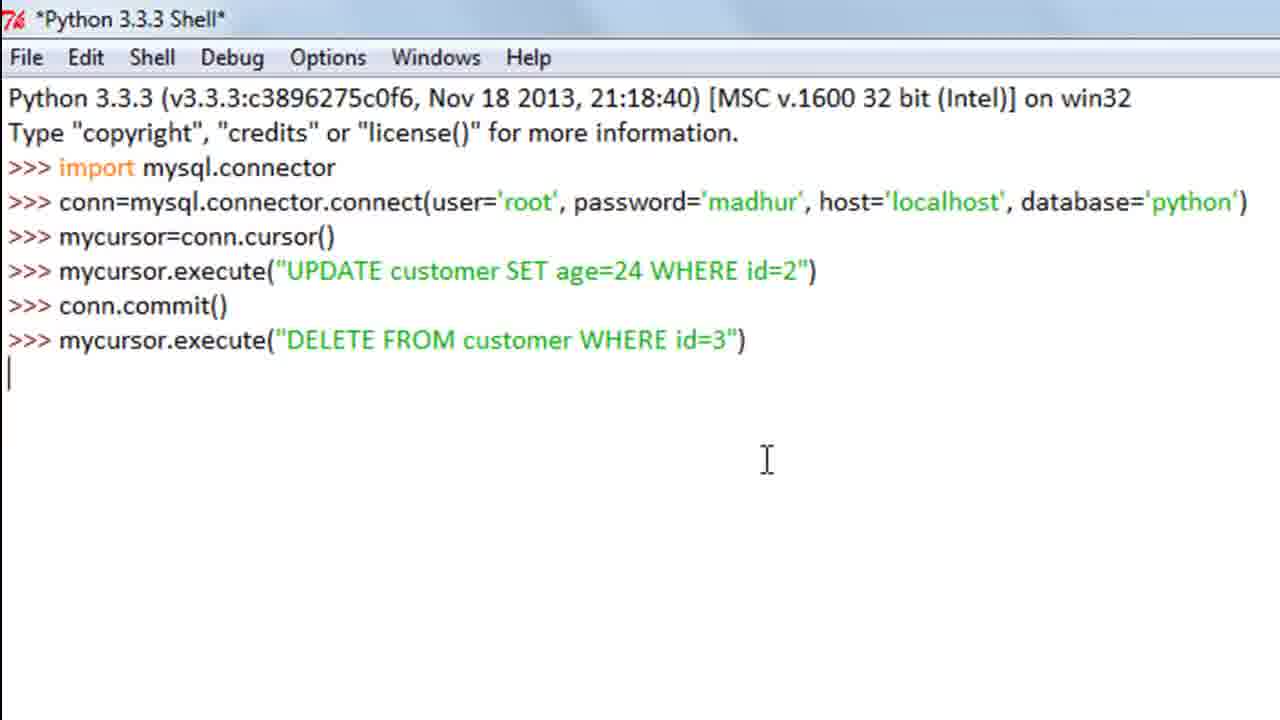 *Python 3.3.3 Shell*
File Edit Shell Debug Options Windows Help
Python 3.3.3 (v3.3.3:c3896275c0f6, Nov 18 2013, 21:18:40) [MSC v.1600 32 bit (Intel)] on win32
Type "copyright", "credits" or "license()" for more information.
>>> import mysql.connector
>>> conn=mysql.connector.connect(user='root', password='madhur', host='localhost', database='python')
>>> mycursor=conn.cursor()
>>> mycursor.execute("UPDATE customer SET age=24 WHERE id=2")
>>> conn.commit()
>>> mycursor.execute("DELETE FROM customer WHERE id=3")